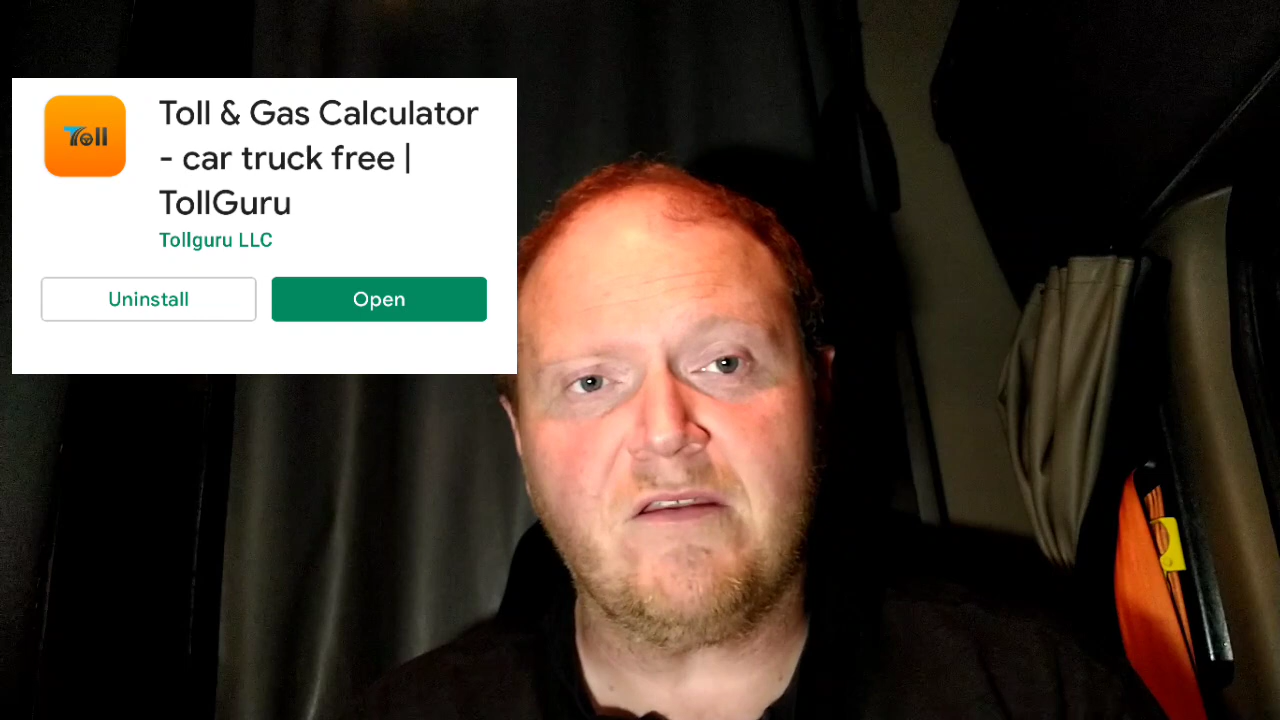 Toll
Toll & Gas Calculator
- car truck free |
TollGuru
Tollguru LLC
Uninstall
Open